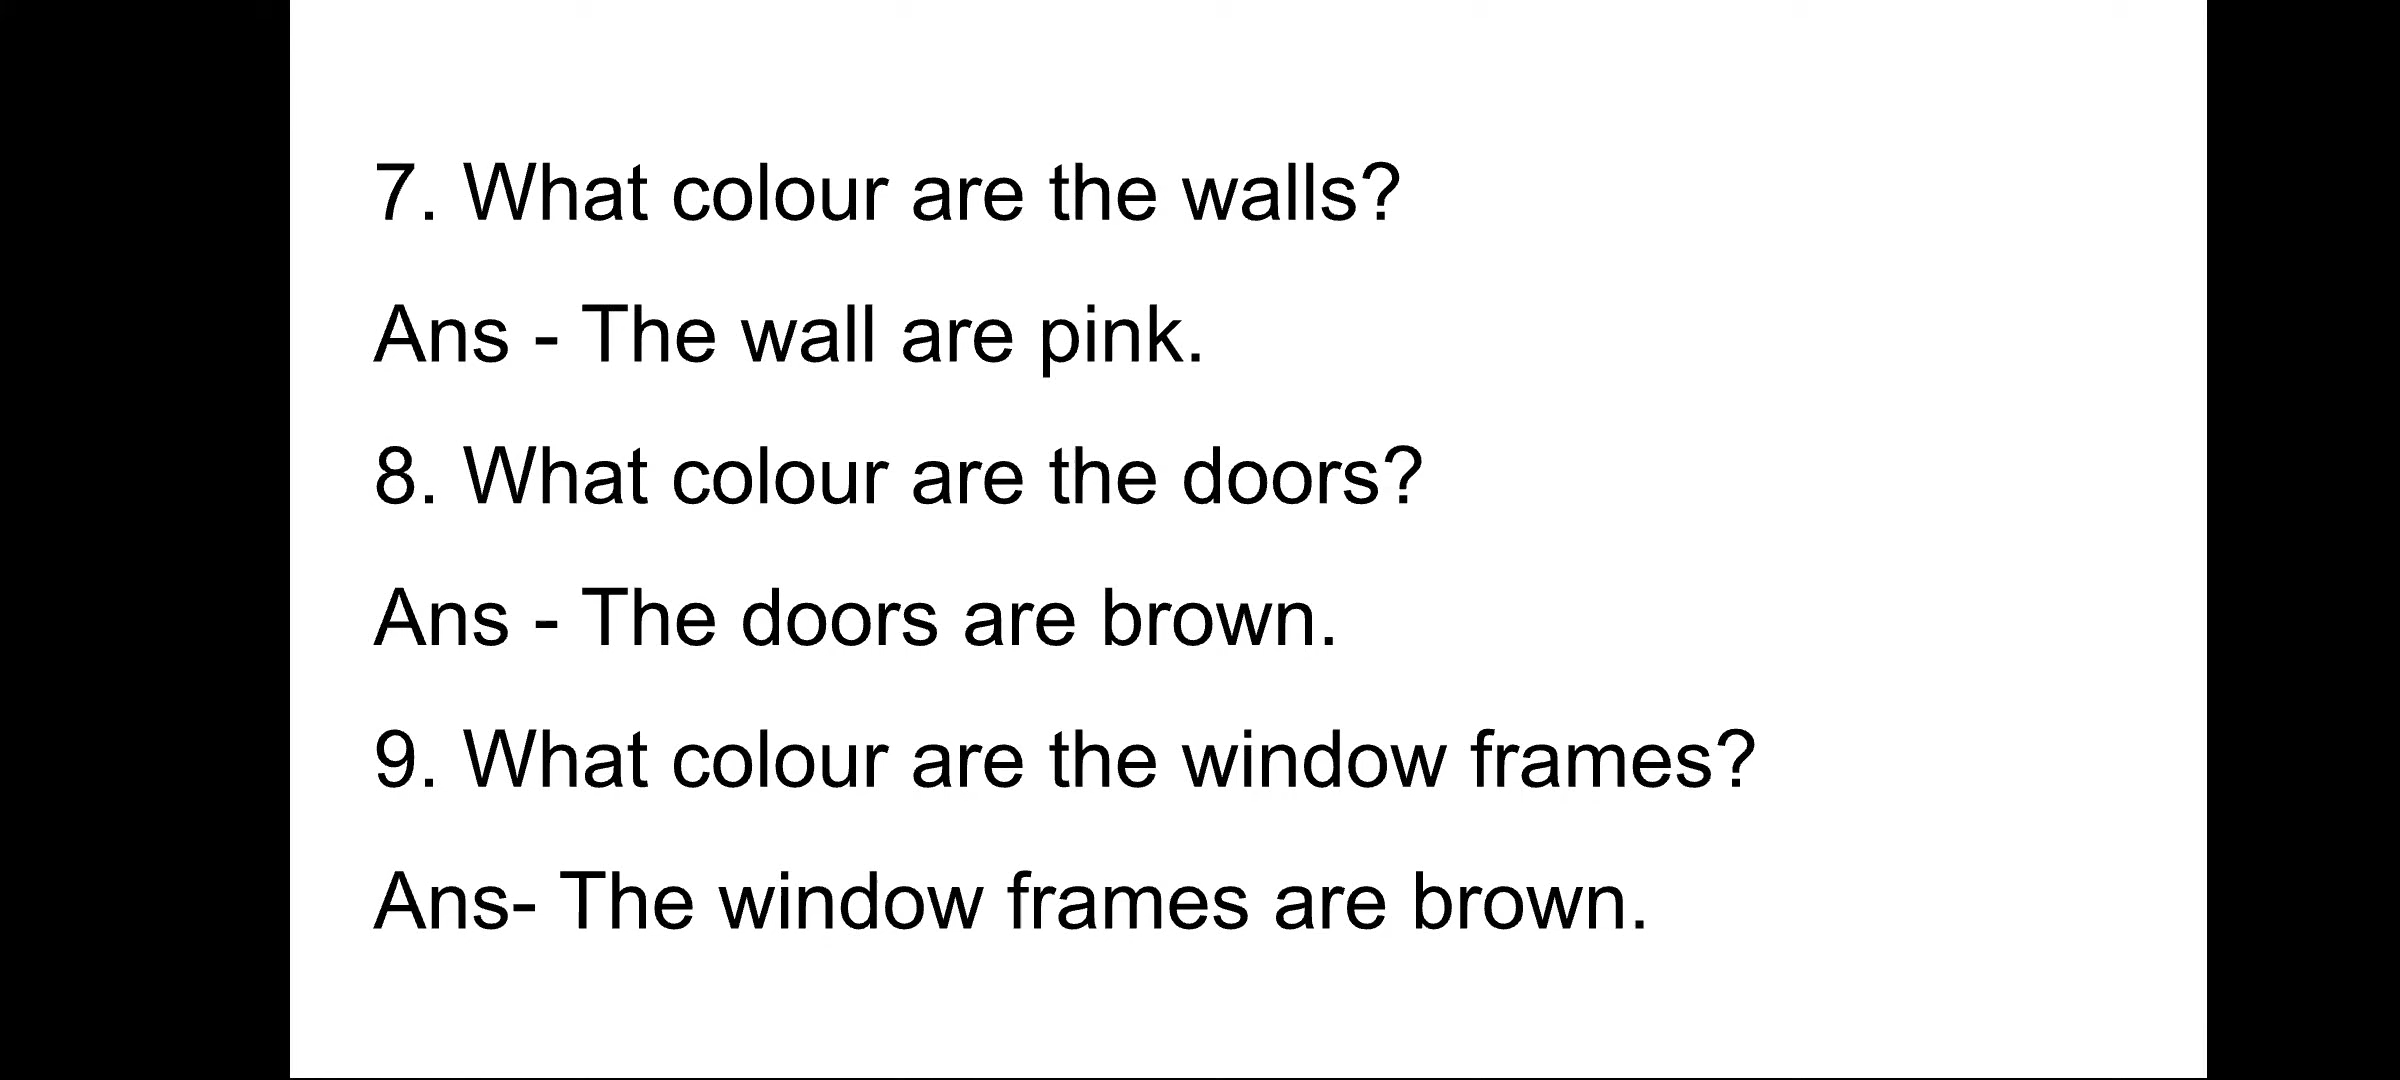 7. What colour are the walls?
Ans - The wall are pink.
8. What colour are the doors?
Ans - The doors are brown.
9. What colour are the window frames?
Ans- The window frames are brown.